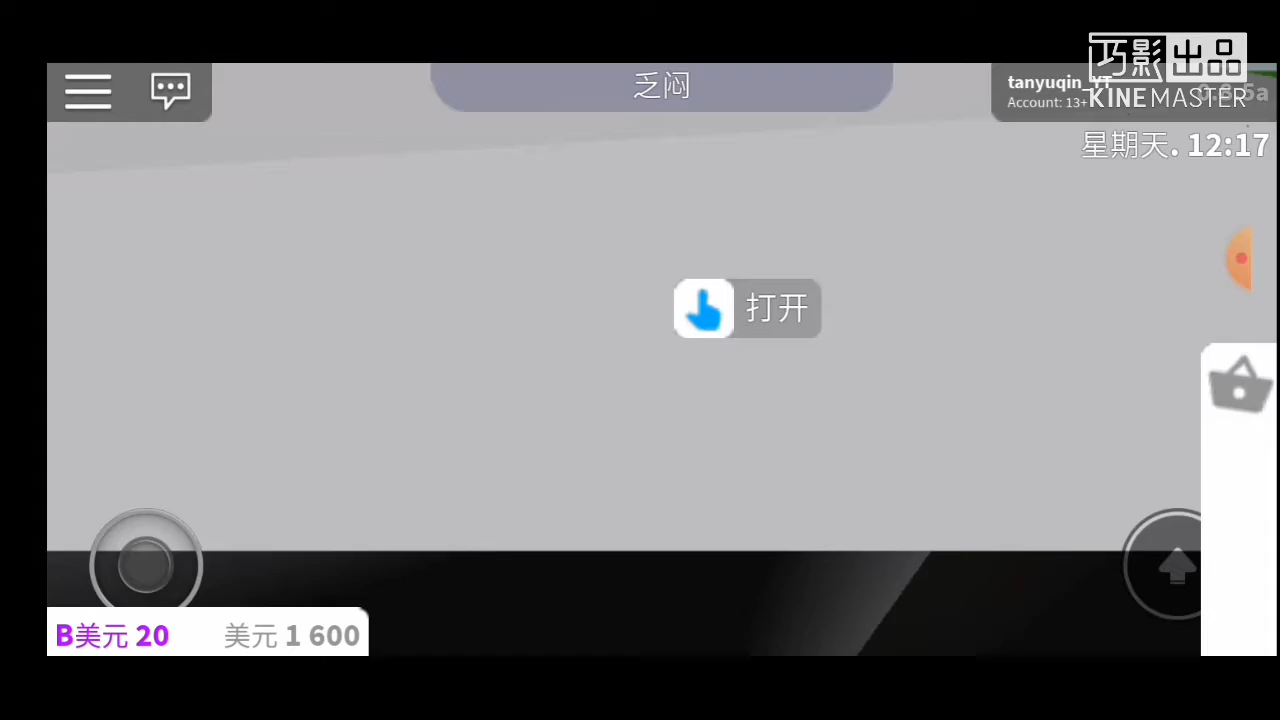 巧影出品
KINEMASTER
乏闷
tanyuqin_YT
Account: 13+
星期天. 12:17
打开
B美元 20 美元 1 600